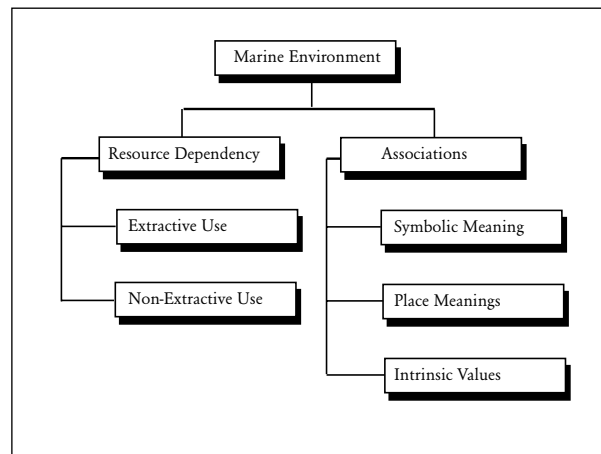 Marine Environment
Resource Dependency
Extractive Use
Non-Extractive Use
Associations
Symbolic Meaning
Place Meanings
Intrinsic Values